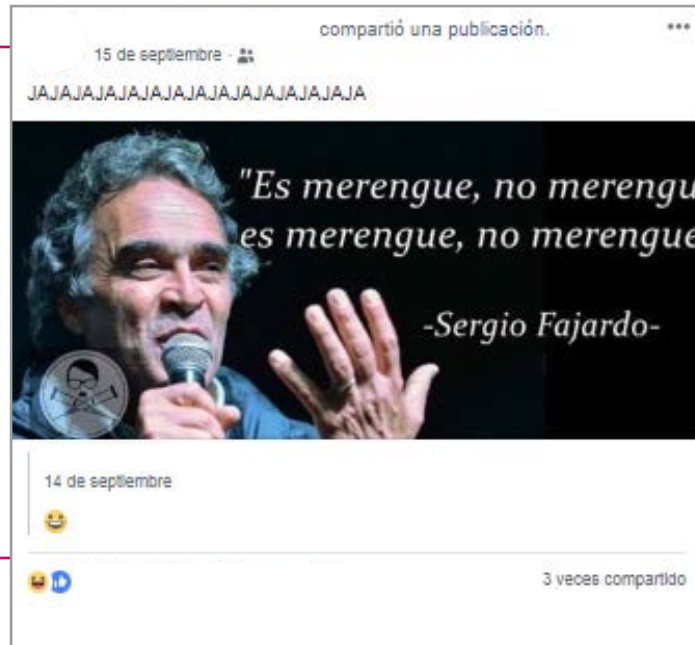 compartió una publicación.
15 de septiembre
JAJAJAJAJAJAJAJAJAJAJAJAJAJAJA
"Es merengue, no merengu
es merengue, no merengue
-Sergio Fajardo-
14 de septiembre
3 veces compartido